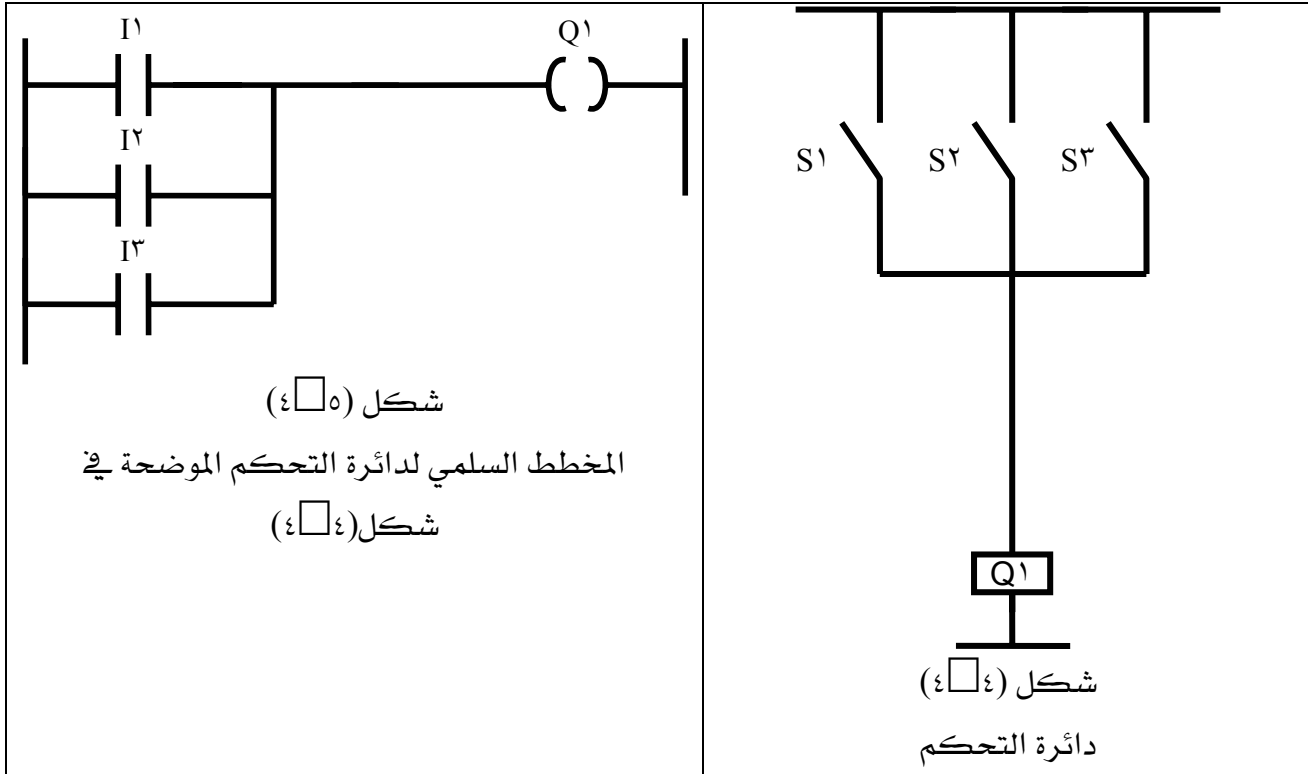 S١ S٢ S٣
Q١
شكل (٤□٤)
دائرة التحكم
I١ Q١
I٢
I٣
شكل (٥□٤)
المخطط السلمي لدائرة التحكم الموضحة في
شكل(٤□٤)